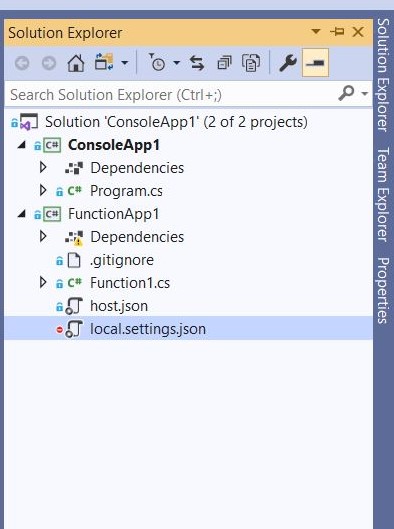 Solution Explorer
Search Solution Explorer (Ctrl+;)
Solution 'ConsoleApp1' (2 of 2 projects)
C# ConsoleApp1
Dependencies
C# Program.cs
C# FunctionApp1
Dependencies
.gitignore
C# Function1.cs
host.json
local.settings.json
Solution Explorer
Team Explorer
Properties